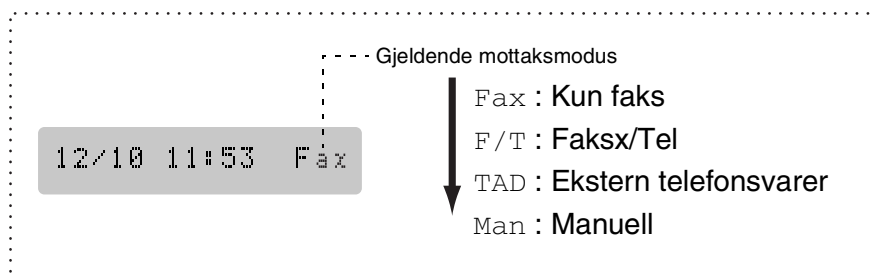 Gjeldende mottaksmodus
Fax : Kun faks
F/T : Faksx/Tel
12/10 11:53 Fax
TAD : Ekstern telefonsvarer
Man : Manuell